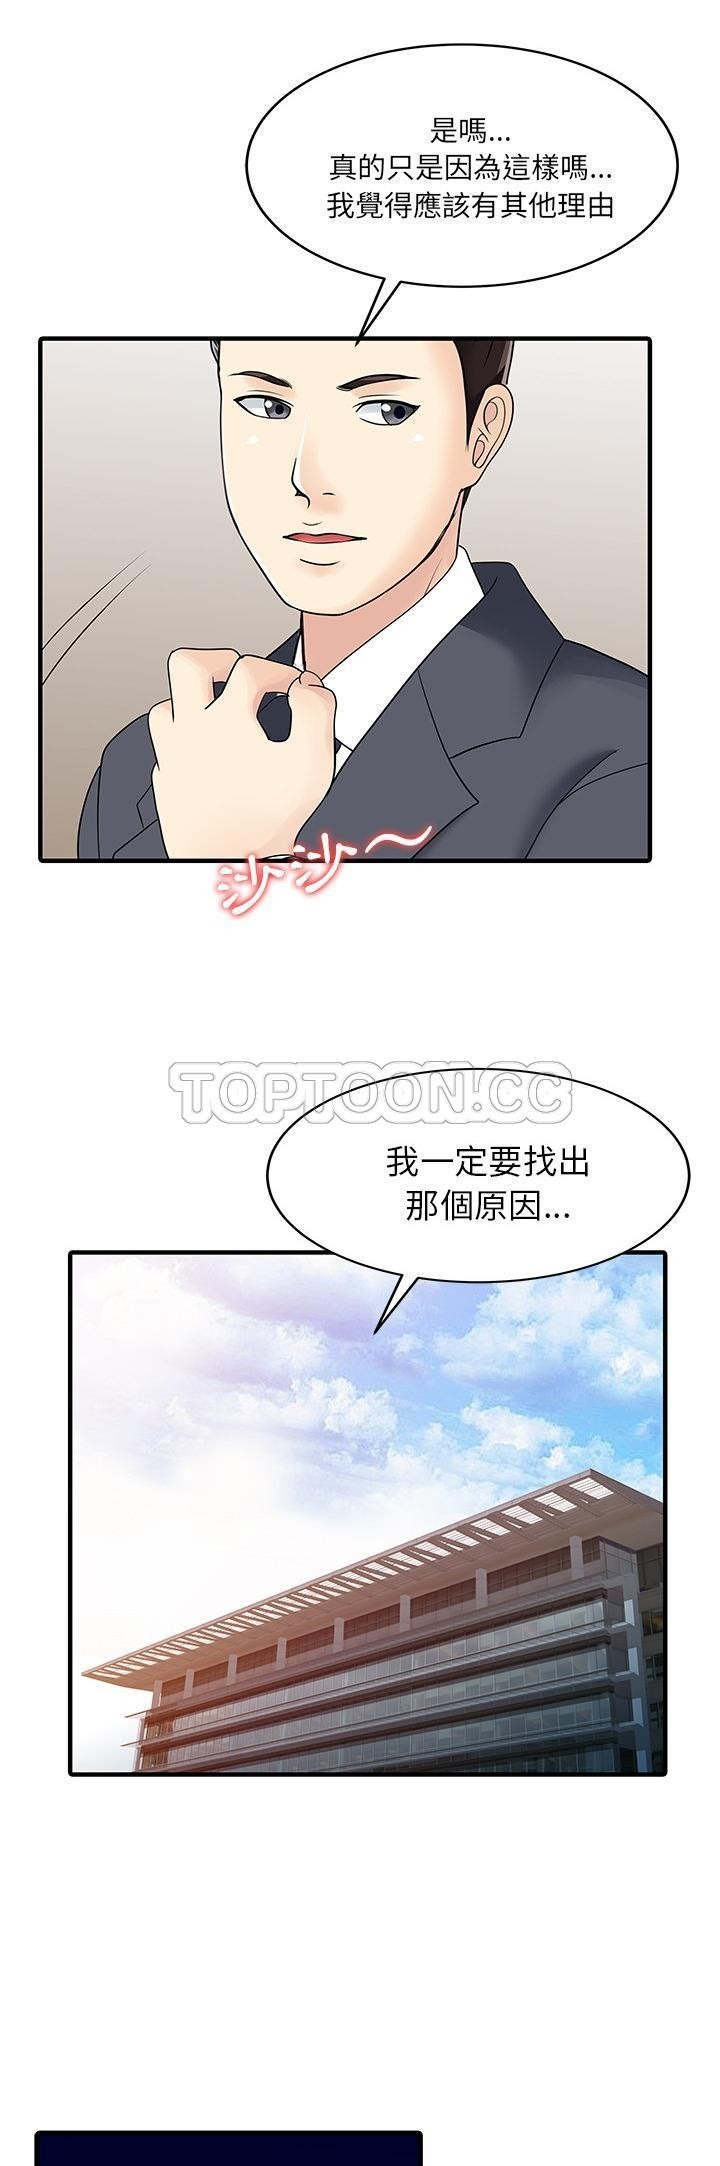 是嗎...
真的只是因為這樣嗎...
我覺得應該有其他理由
沙沙～
TOPTOON.CC
我一定要找出
那個原因...